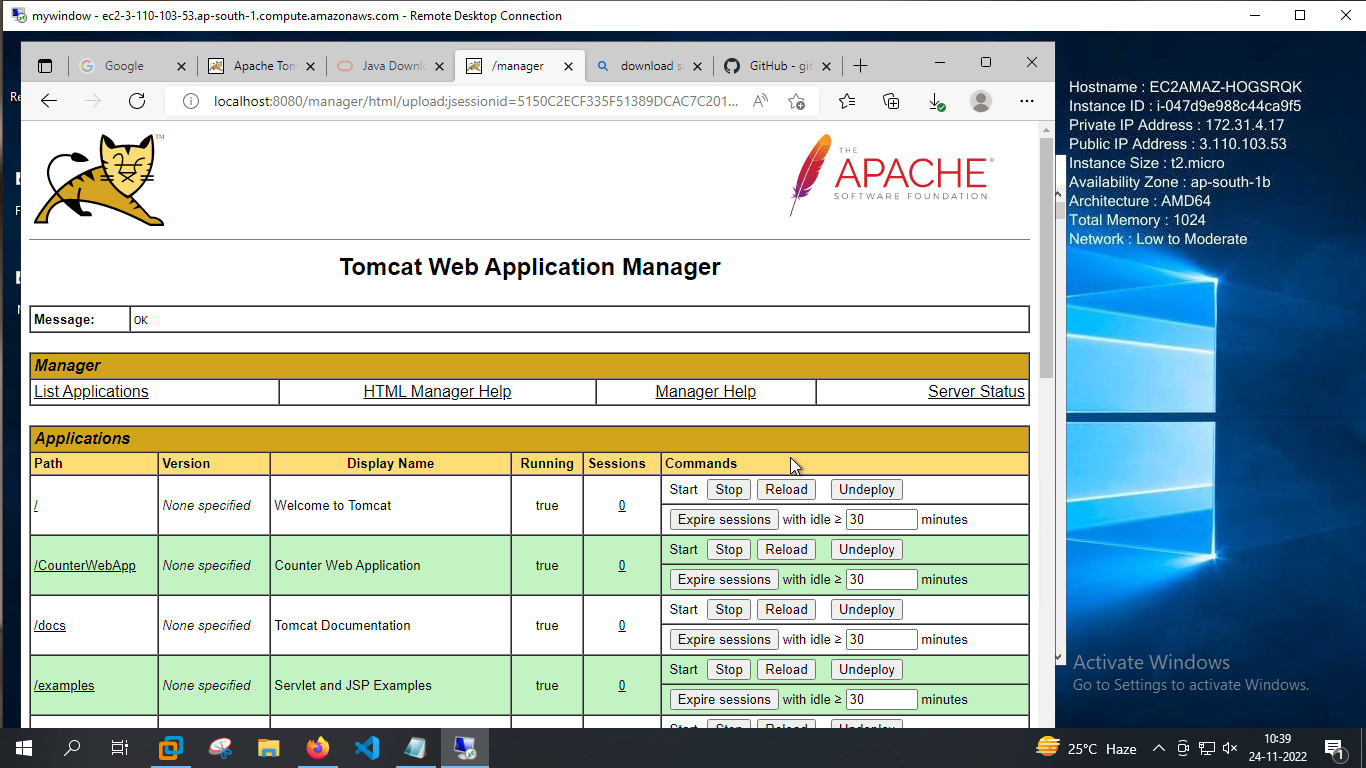 mywindow - ec2-3-110-103-53.ap-south-1.compute.amazonaws.com - Remote Desktop Connection
Google
Apache Tom
Java Downl
/manager
download s
GitHub - git
localhost:8080/manager/html/upload;jsessionid=5150C2ECF335F51389DCAC7C201...
Re
Hostname : EC2AMAZ-HOGSRQK
Instance ID : i-047d9e988c44ca9f5
Private IP Address : 172.31.4.17
Public IP Address : 3.110.103.53
Instance Size : t2.micro
Availability Zone : ap-south-1b
Architecture : AMD64
Total Memory : 1024
Network : Low to Moderate
TM
THE
APACHE®
SOFTWARE FOUNDATION
Tomcat Web Application Manager
Message: OK
Manager
List Applications HTML Manager Help Manager Help Server Status
Applications
Path Version Display Name Running Sessions Commands
/ None specified Welcome to Tomcat true 0 Start Stop Reload Undeploy
Expire sessions with idle ≥ 30 minutes
/CounterWebApp None specified Counter Web Application true 0 Start Stop Reload Undeploy
Expire sessions with idle ≥ 30 minutes
/docs None specified Tomcat Documentation true 0 Start Stop Reload Undeploy
Expire sessions with idle ≥ 30 minutes
/examples None specified Servlet and JSP Examples true 0 Start Stop Reload Undeploy
Expire sessions with idle ≥ 30 minutes
Start Stop Reload Undeploy
Activate Windows
Go to Settings to activate Windows.
25°C Haze
10:39
24-11-2022
1